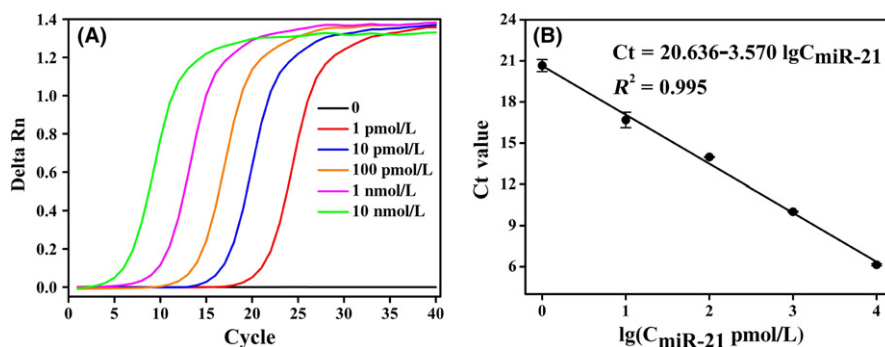 (A)
1.4
1.2
1.0
0.8
0.6
0.4
0.2
0.0
0 5 10 15 20 25 30 35 40
Delta Rn
Cycle
0
1 pmol/L
10 pmol/L
100 pmol/L
1 nmol/L
10 nmol/L
(B)
24
21
18
15
12
9
6
0 1 2 3 4
Ct value
lg(CmiR-21 pmol/L)
Ct = 20.636-3.570 lgCmiR-21
R² = 0.995